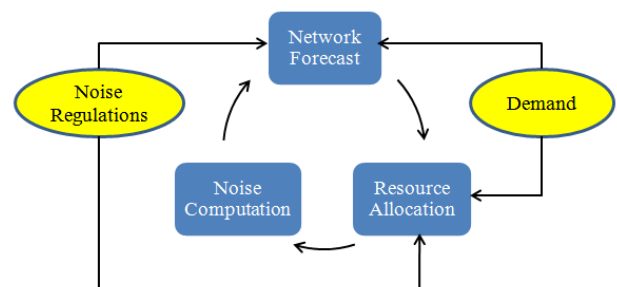 Network
Forecast
Noise
Regulations
Demand
Noise
Computation
Resource
Allocation